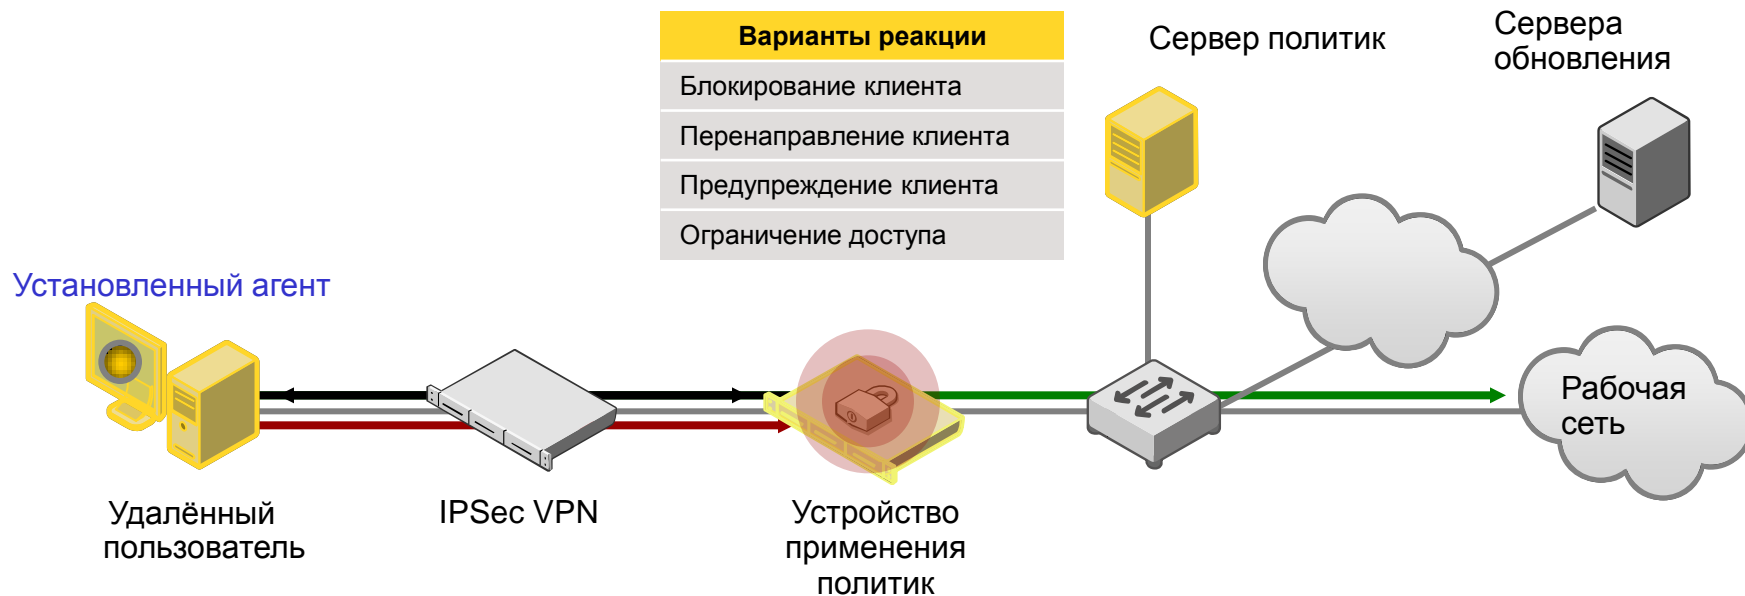 Варианты реакции
Блокирование клиента
Перенаправление клиента
Предупреждение клиента
Ограничение доступа
Сервер политик
Сервера
обновления
Установленный агент
Рабочая
сеть
Удалённый
пользователь
IPSec VPN
Устройство
применения
политик